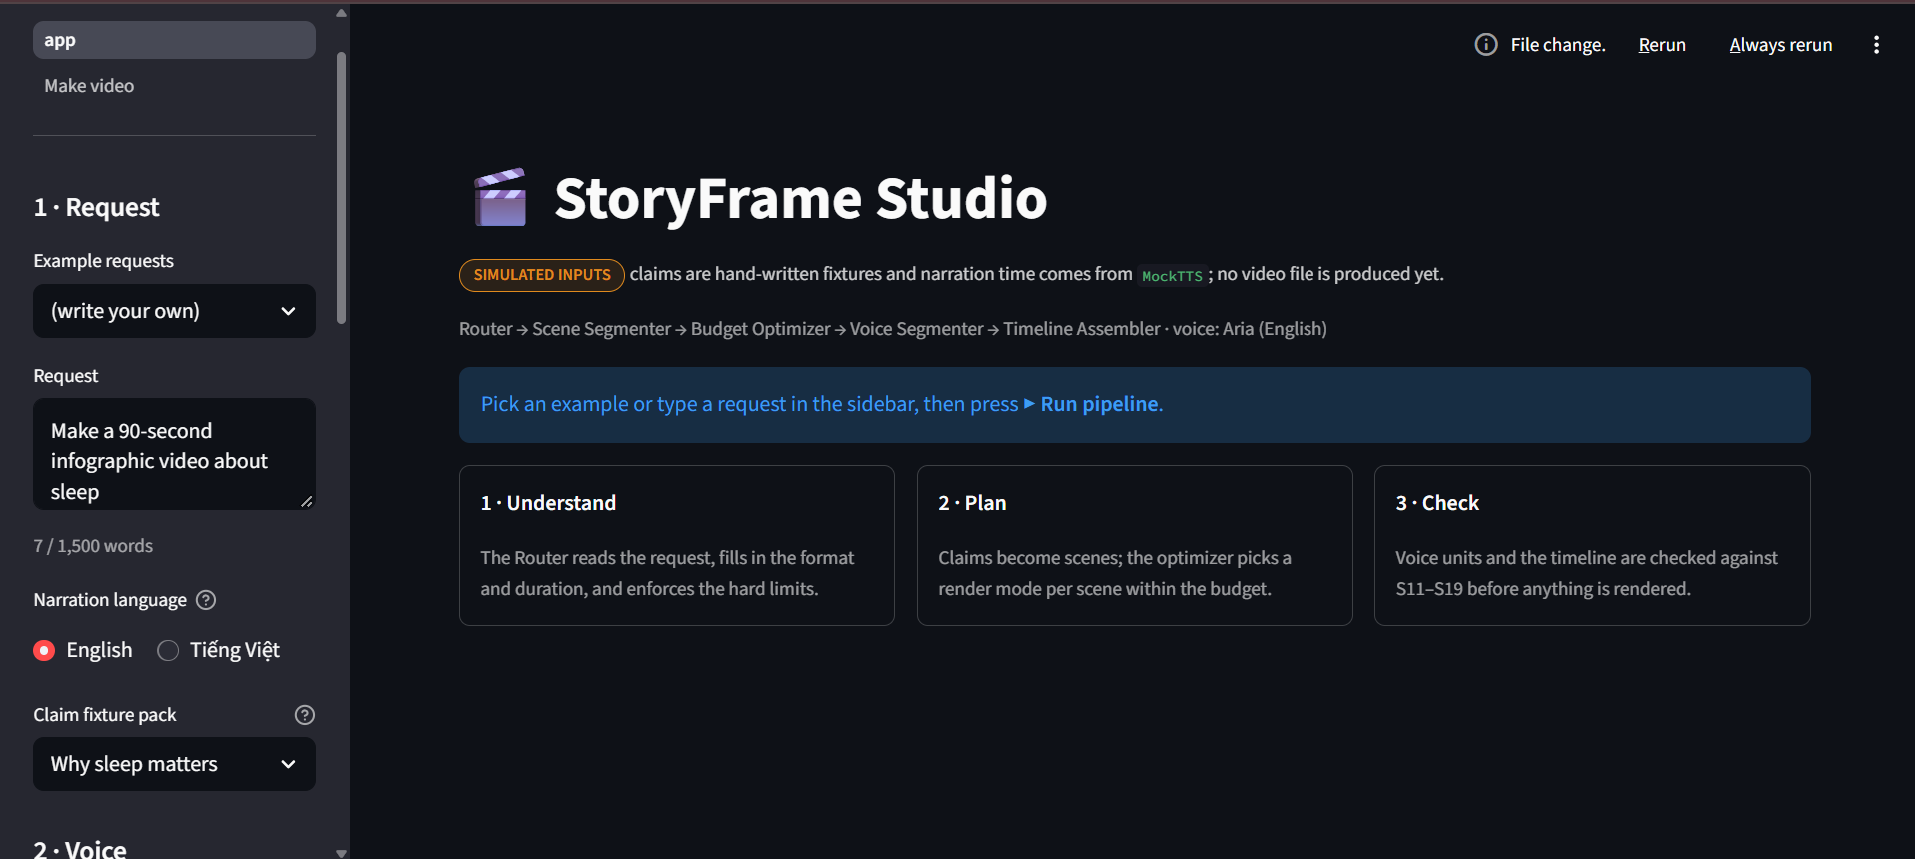 app
Make video
1 · Request
Example requests
(write your own)
Request
Make a 90-second
infographic video about
sleep
7 / 1,500 words
Narration language ?
English
Tiếng Việt
Claim fixture pack ?
Why sleep matters
2 · Voice
File change. Rerun Always rerun
StoryFrame Studio
SIMULATED INPUTS claims are hand-written fixtures and narration time comes from MockTTS ; no video file is produced yet.
Router → Scene Segmenter → Budget Optimizer → Voice Segmenter → Timeline Assembler · voice: Aria (English)
Pick an example or type a request in the sidebar, then press ▶ Run pipeline.
1 · Understand
The Router reads the request, fills in the format
and duration, and enforces the hard limits.
2 · Plan
Claims become scenes; the optimizer picks a
render mode per scene within the budget.
3 · Check
Voice units and the timeline are checked against
S11–S19 before anything is rendered.